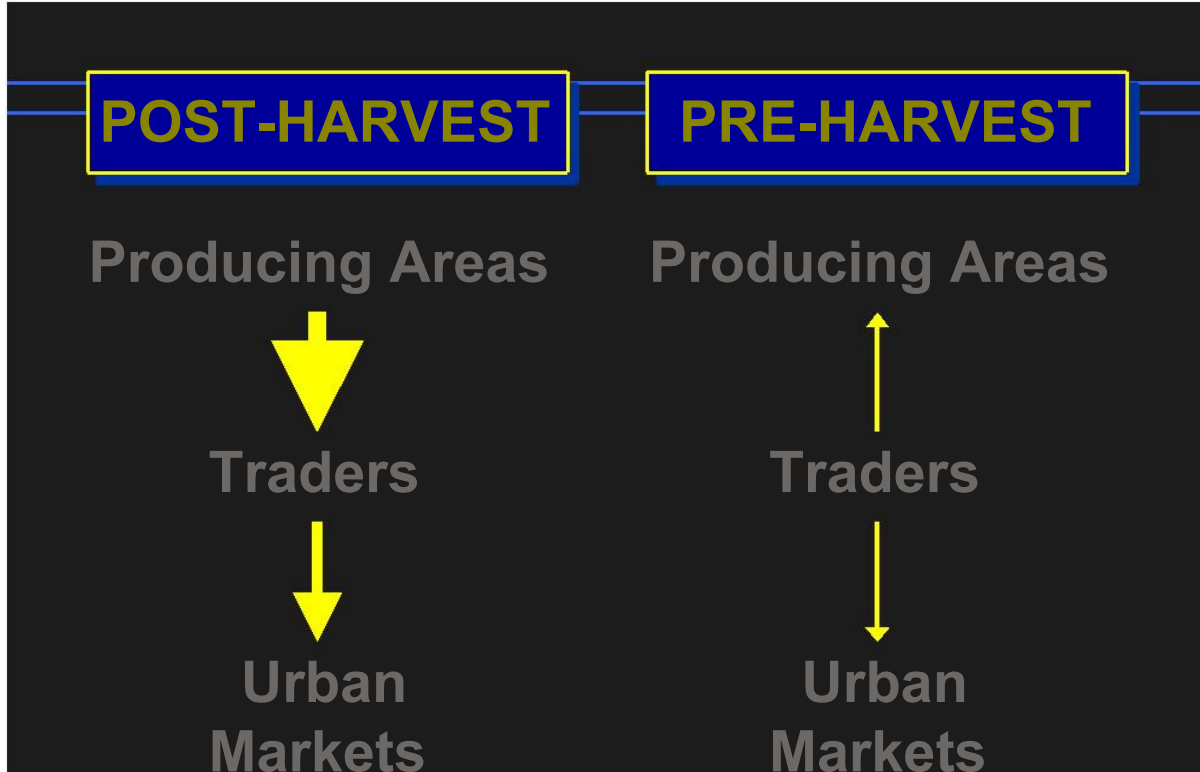 POST-HARVEST
Producing Areas
Traders
Urban
Markets
PRE-HARVEST
Producing Areas
Traders
Urban
Markets